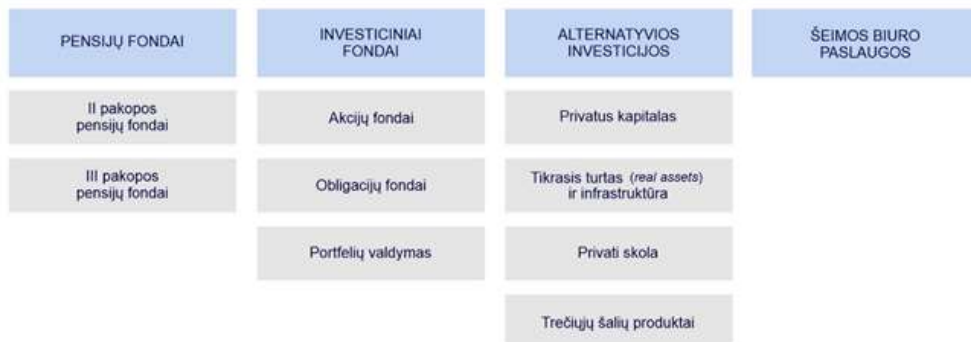 PENSIJŲ FONDAI
II pakopos
pensijų fondai
III pakopos
pensijų fondai
INVESTICINIAI
FONDAI
Akcijų fondai
Obligacijų fondai
Portfelių valdymas
ALTERNATYVIOS
INVESTICIJOS
Privatus kapitalas
Tikrasis turtas (real assets)
ir infrastruktūra
Privati skola
Trečiųjų šalių produktai
ŠEIMOS BIURO
PASLAUGOS